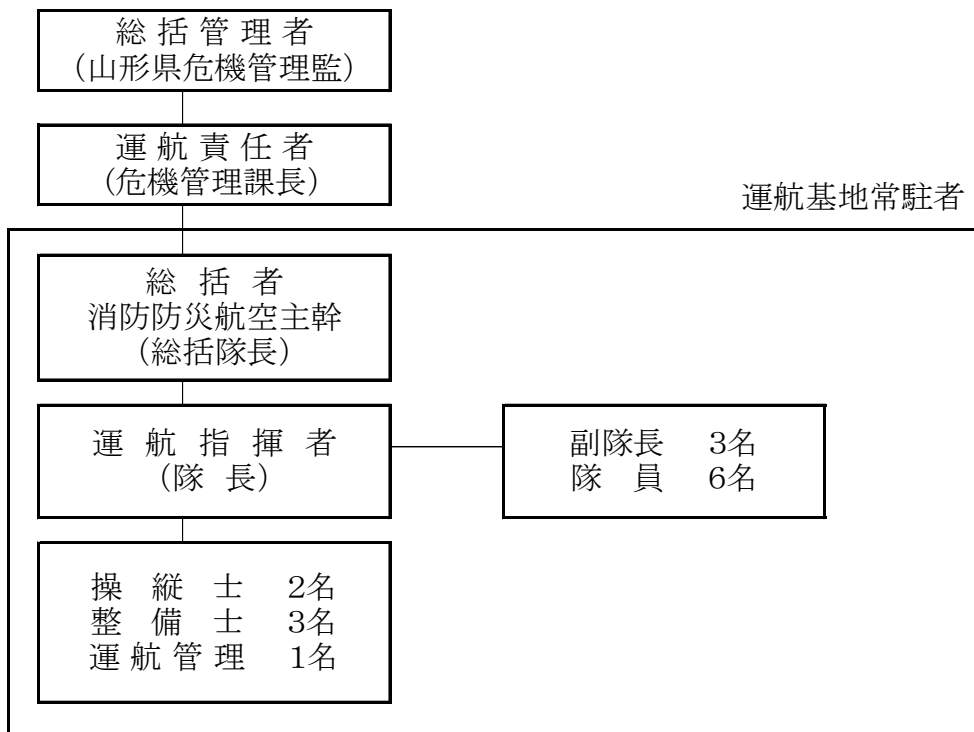 総括管理者
(山形県危機管理監)
運航責任者
(危機管理課長)
運航基地常駐者
総括者
消防防災航空主幹
(総括隊長)
運航指揮者
(隊長)
副隊長 3名
隊員 6名
操縦士 2名
整備士 3名
運航管理 1名